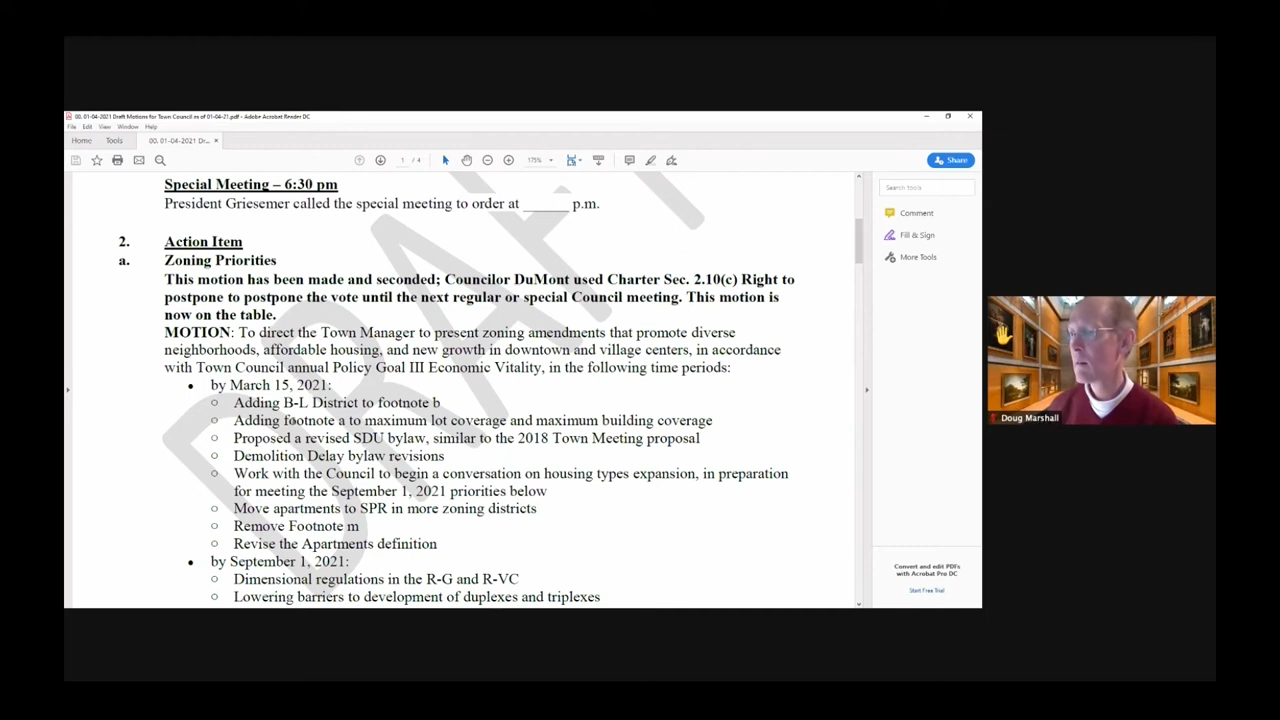 00. 01-04-2021 Draft Motions for Town Council m of 01-04-21.pdf - Adobe Acrobat Reader DC
File Edit View Window Help
Home Tools 00. 01-04-2021 Dr... ×
1 / 4 175% Share
Special Meeting – 6:30 pm
President Griesemer called the special meeting to order at ______ p.m.
2. Action Item
a. Zoning Priorities
This motion has been made and seconded; Councilor DuMont used Charter Sec. 2.10(c) Right to
postpone to postpone the vote until the next regular or special Council meeting. This motion is
now on the table.
MOTION: To direct the Town Manager to present zoning amendments that promote diverse
neighborhoods, affordable housing, and new growth in downtown and village centers, in accordance
with Town Council annual Policy Goal III Economic Vitality, in the following time periods:
• by March 15, 2021:
o Adding B-L District to footnote b
o Adding footnote a to maximum lot coverage and maximum building coverage
o Proposed a revised SDU bylaw, similar to the 2018 Town Meeting proposal
o Demolition Delay bylaw revisions
o Work with the Council to begin a conversation on housing types expansion, in preparation
for meeting the September 1, 2021 priorities below
o Move apartments to SPR in more zoning districts
o Remove Footnote m
o Revise the Apartments definition
• by September 1, 2021:
o Dimensional regulations in the R-G and R-VC
o Lowering barriers to development of duplexes and triplexes
DRAFT
Search tools
Comment
Fill & Sign
More Tools
Convert and edit PDFs
with Acrobat Pro DC
Start Free Trial
Doug Marshall